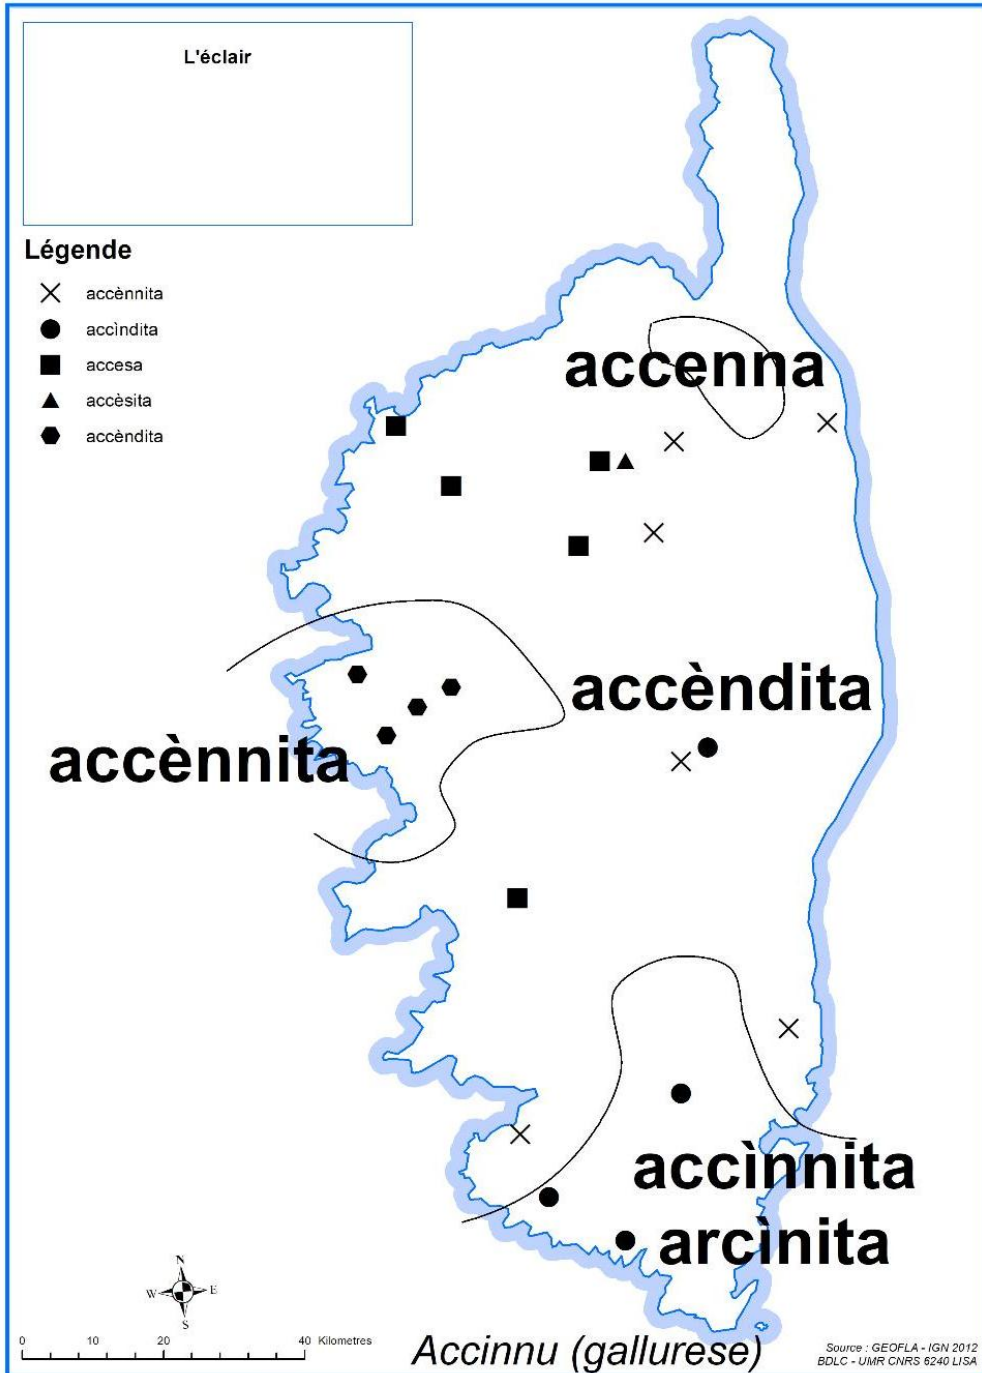 L'éclair
Légende
accènnita
accìndita
accesa
accèsita
accèndita
accenna
accèndita
accènnita
accìnnita
arcìnita
N
W E
S
0 10 20 40 Kilometres
Accinnu (gallurese)
Source : GEOFLA - IGN 2012
BDLC - UMR CNRS 6240 LISA